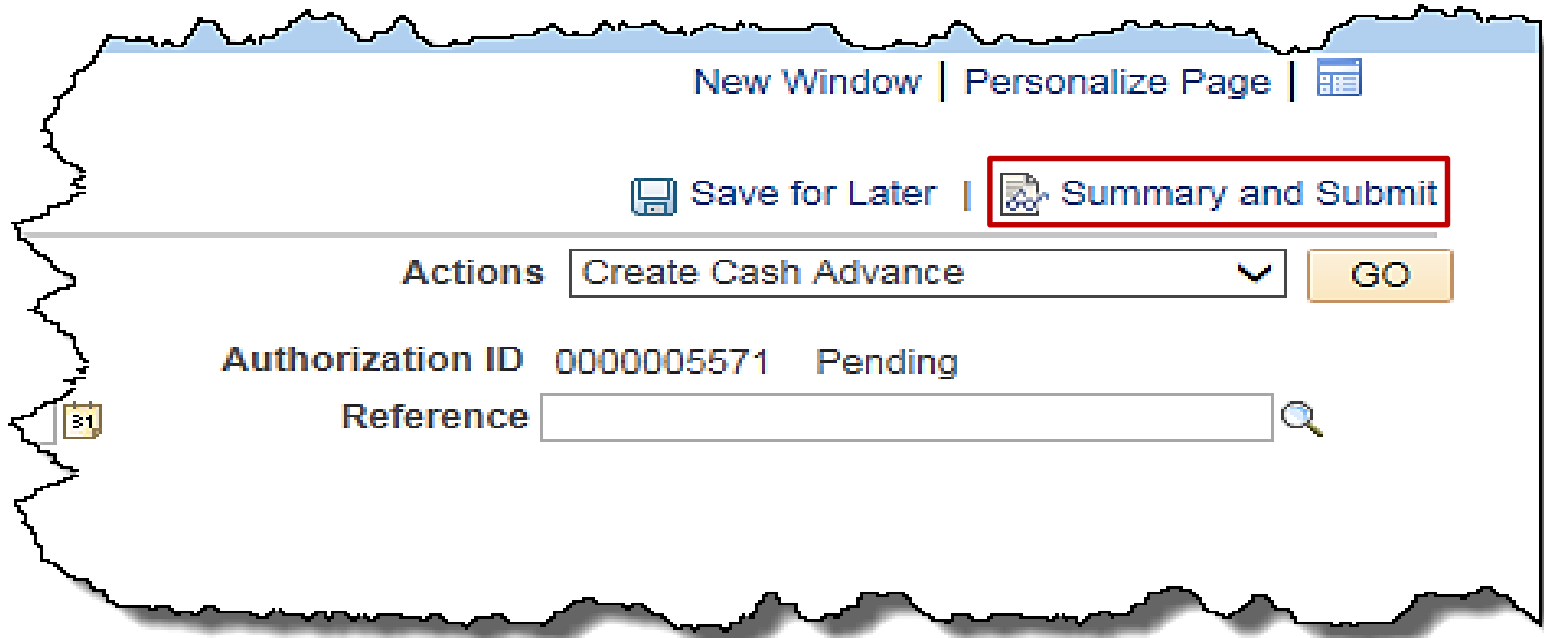 New Window | Personalize Page |
Save for Later | Summary and Submit
Actions Create Cash Advance GO
Authorization ID 0000005571 Pending
31 Reference